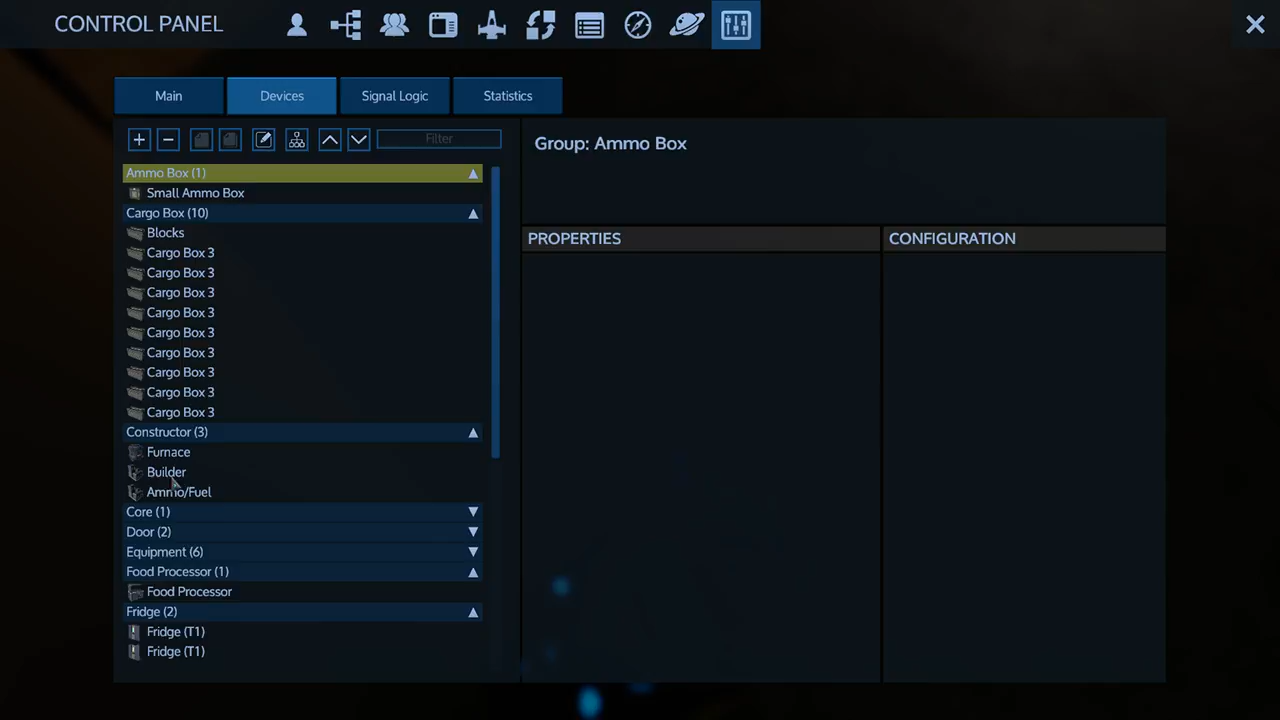 CONTROL PANEL
Main
Devices
Signal Logic
Statistics
Filter
Ammo Box (1)
Small Ammo Box
Cargo Box (10)
Blocks
Cargo Box 3
Cargo Box 3
Cargo Box 3
Cargo Box 3
Cargo Box 3
Cargo Box 3
Cargo Box 3
Cargo Box 3
Cargo Box 3
Constructor (3)
Furnace
Builder
Ammo/Fuel
Core (1)
Door (2)
Equipment (6)
Food Processor (1)
Food Processor
Fridge (2)
Fridge (T1)
Fridge (T1)
Group: Ammo Box
PROPERTIES
CONFIGURATION